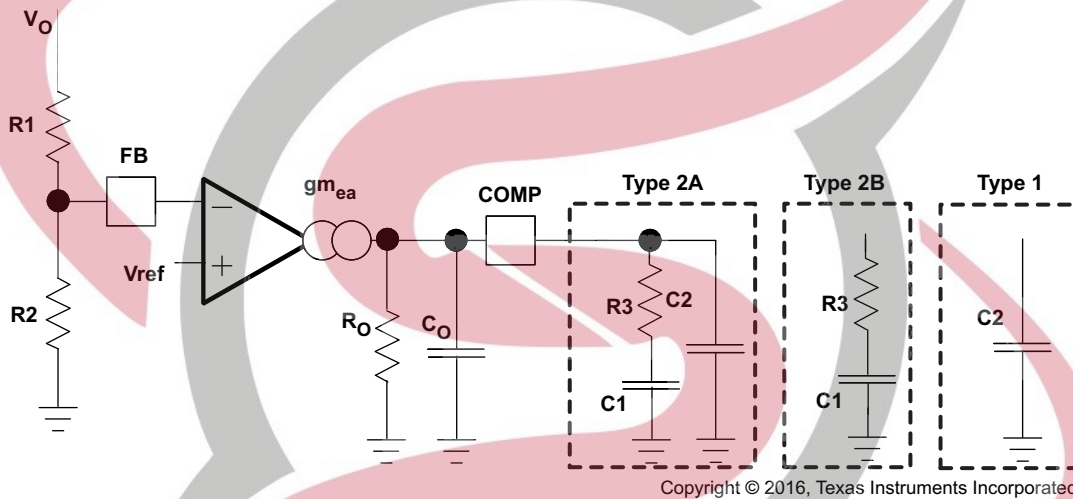 VO
R1
FB
gmea
COMP
Type 2A
Type 2B
Type 1
Vref
−
+
R2
RO
CO
R3
C2
C1
R3
C1
C2
Copyright © 2016, Texas Instruments Incorporated